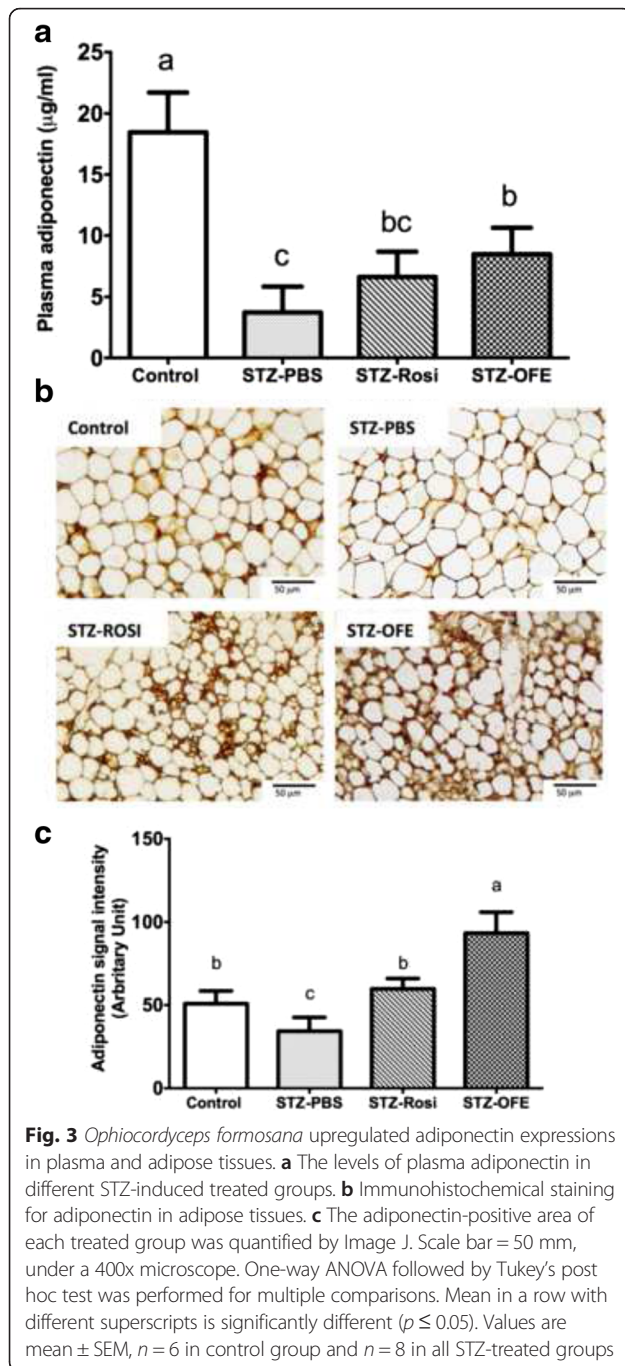 a
25
20
15
10
5
0
Plasma adiponectin (μg/ml)
a
c
bc
b
Control STZ-PBS STZ-Rosi STZ-OFE
b
Control
50 μm
STZ-PBS
50 μm
STZ-ROSI
50 μm
STZ-OFE
50 μm
c
150
100
50
0
Adiponectin signal intensity
(Arbritary Unit)
b
c
b
a
Control STZ-PBS STZ-Rosi STZ-OFE
Fig. 3 Ophiocordyceps formosana upregulated adiponectin expressions
in plasma and adipose tissues. a The levels of plasma adiponectin in
different STZ-induced treated groups. b Immunohistochemical staining
for adiponectin in adipose tissues. c The adiponectin-positive area of
each treated group was quantified by Image J. Scale bar = 50 mm,
under a 400x microscope. One-way ANOVA followed by Tukey's post
hoc test was performed for multiple comparisons. Mean in a row with
different superscripts is significantly different (p ≤ 0.05). Values are
mean ± SEM, n = 6 in control group and n = 8 in all STZ-treated groups